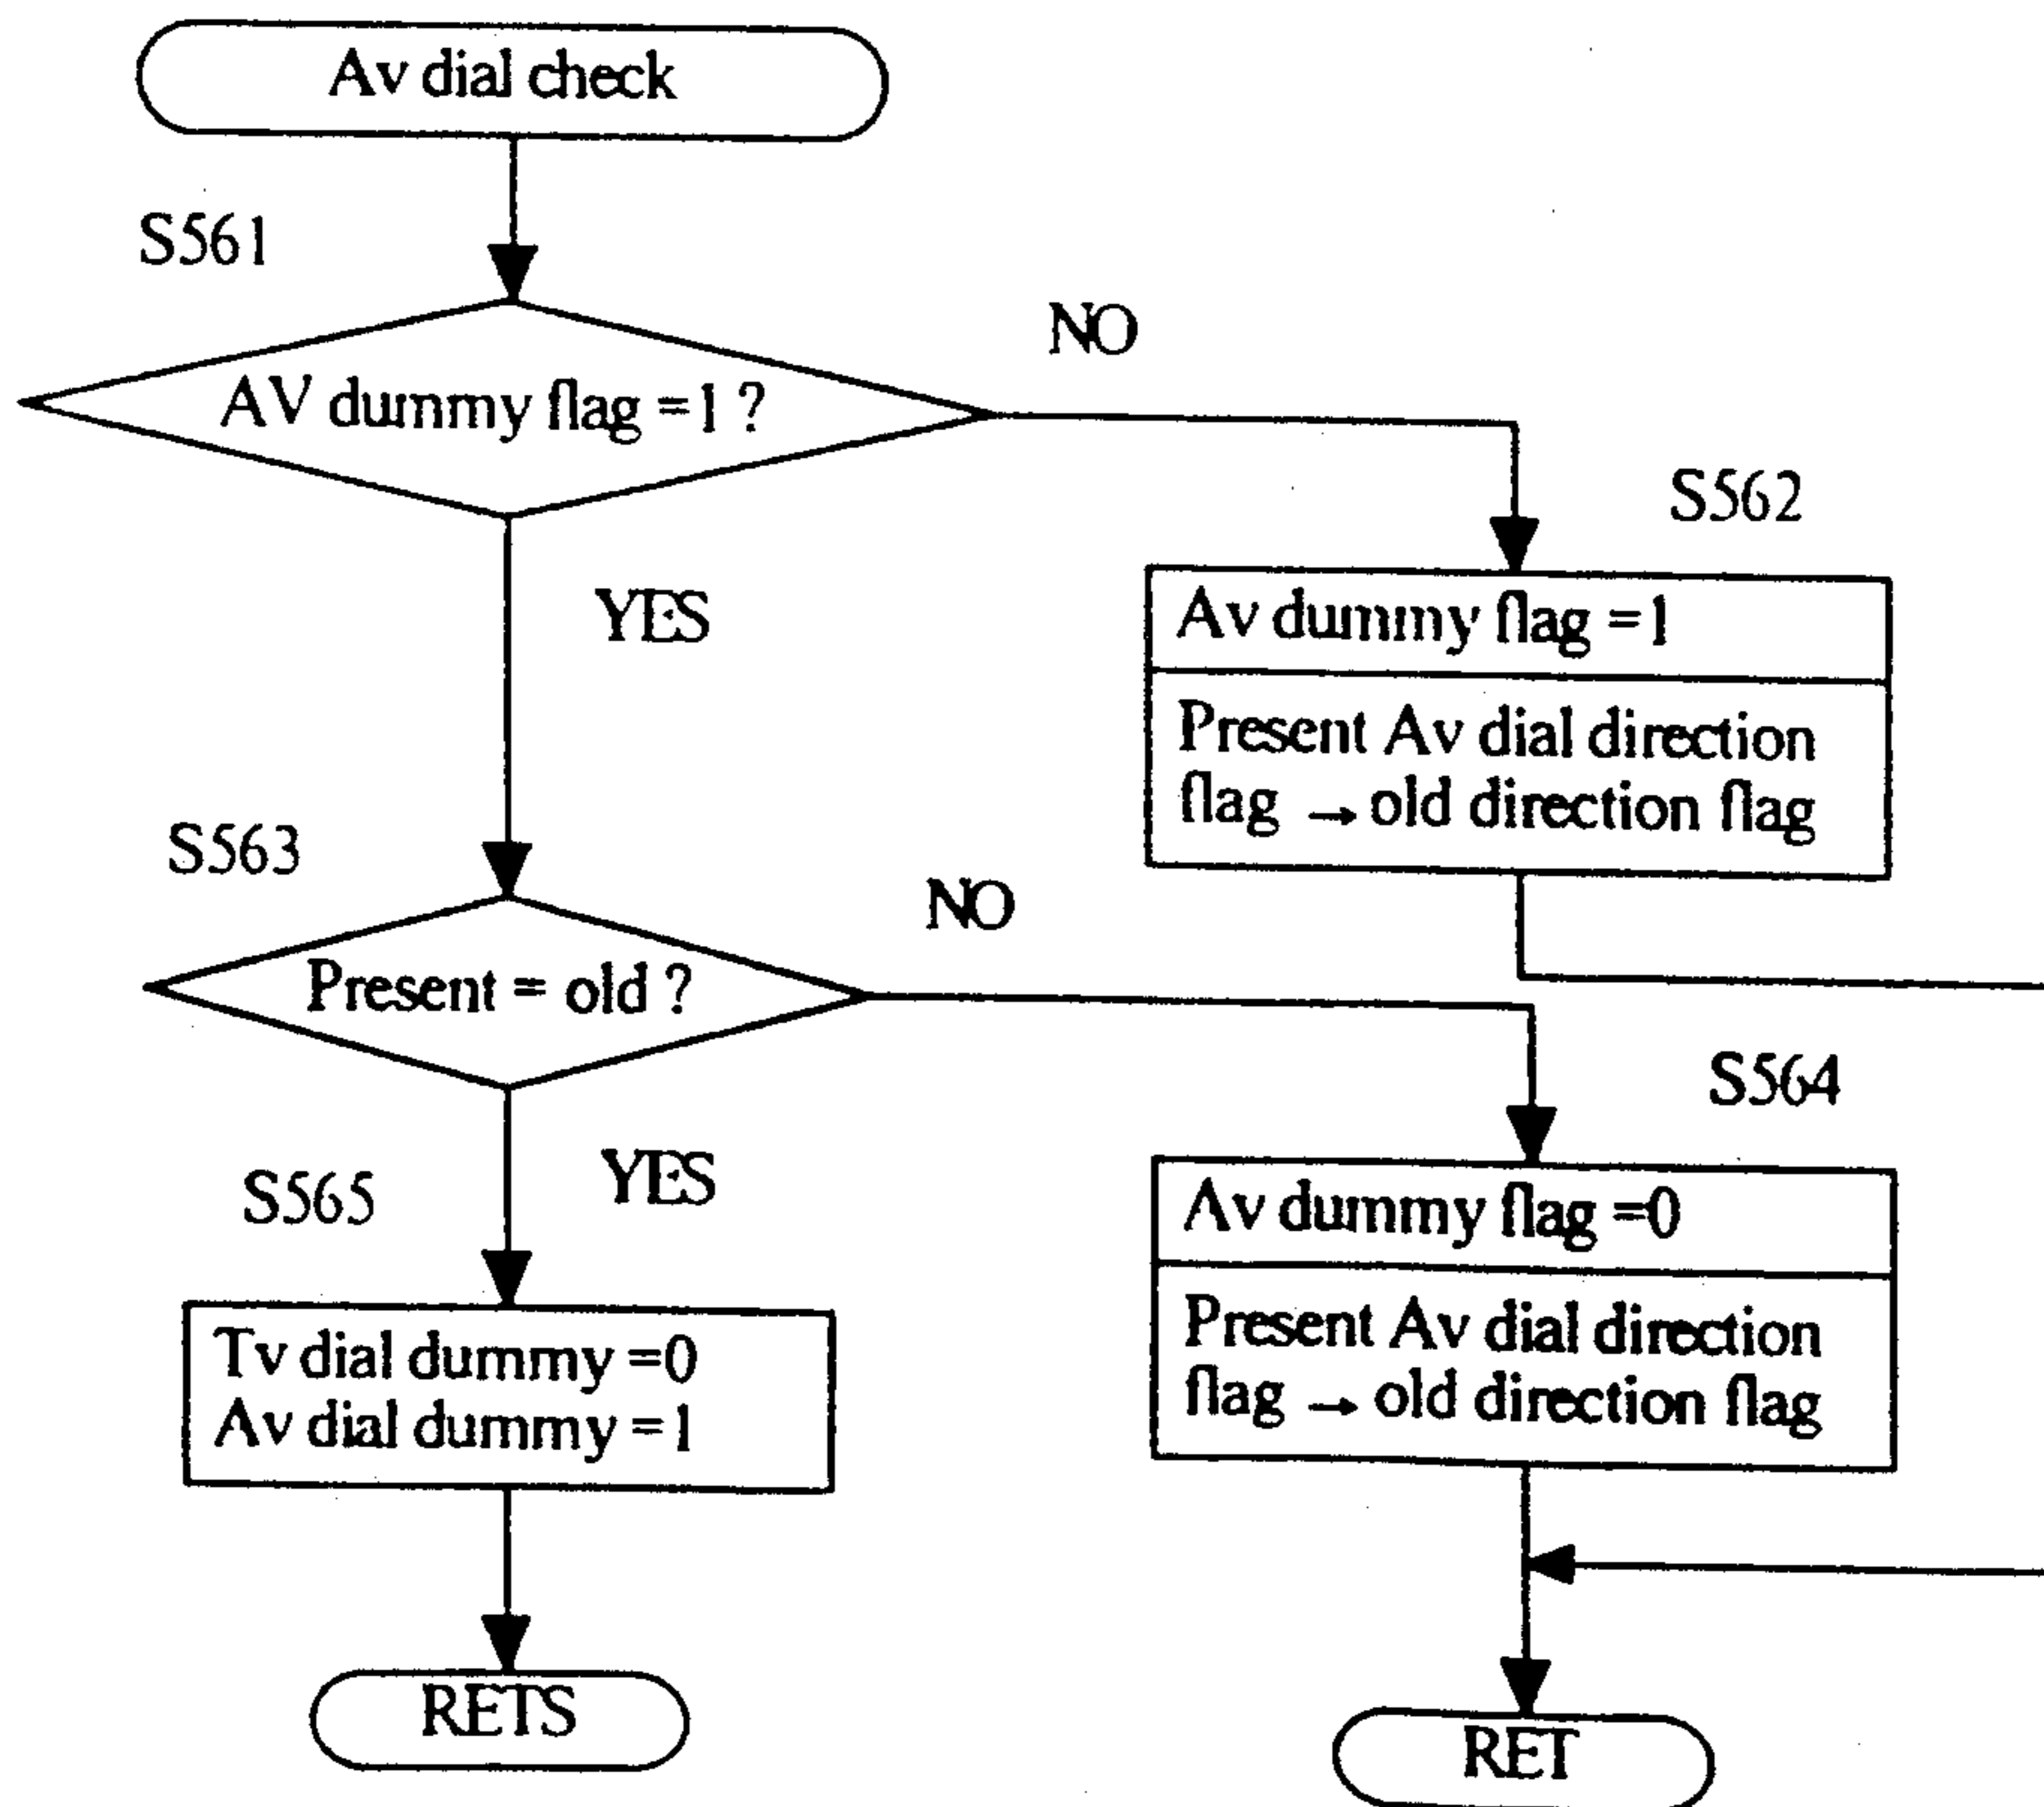 Av dial check
S561
NO
AV dummy flag =1 ?
S562
YES
Av dummy flag =1
Present Av dial direction
flag → old direction flag
S563
NO
Present = old ?
S564
S565
YES
Av dummy flag =0
Present Av dial direction
flag → old direction flag
Tv dial dummy =0
Av dial dummy =1
RETS
RET